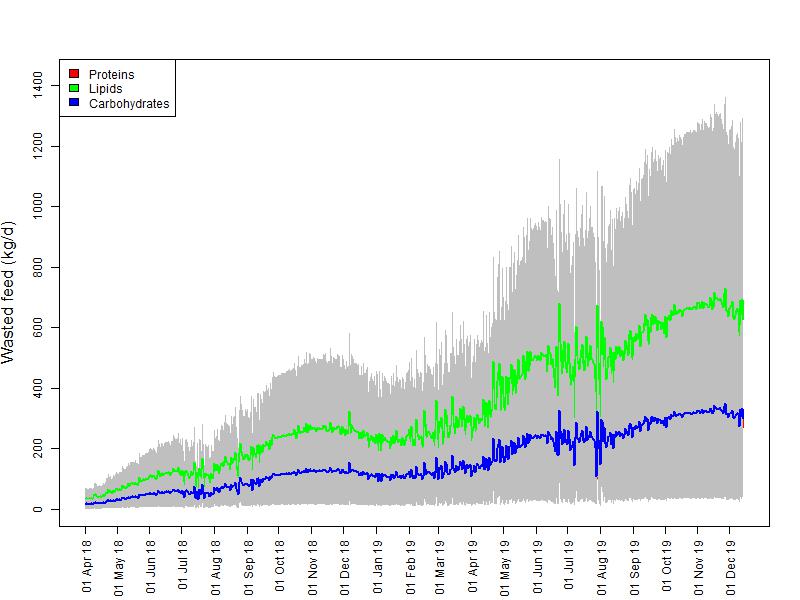 Proteins
Lipids
Carbohydrates
Wasted feed (kg/d)
1400
1200
1000
800
600
400
200
0
01 Apr 18
01 May 18
01 Jun 18
01 Jul 18
01 Aug 18
01 Sep 18
01 Oct 18
01 Nov 18
01 Dec 18
01 Jan 19
01 Feb 19
01 Mar 19
01 Apr 19
01 May 19
01 Jun 19
01 Jul 19
01 Aug 19
01 Sep 19
01 Oct 19
01 Nov 19
01 Dec 19